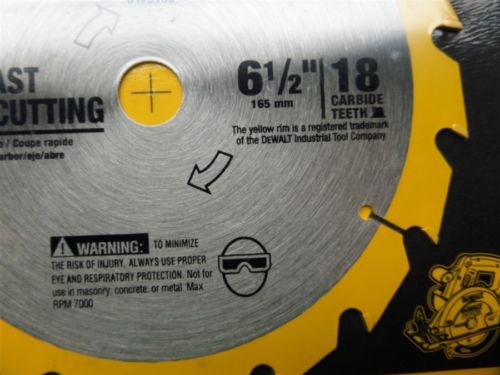 AST
CUTTING
/ Coupe rapide
arbor/eje/abre
6 1/2"
165 mm
18
CARBIDE
TEETH
The yellow rim is a registered trademark
of the DEWALT Industrial Tool Company.
WARNING: TO MINIMIZE
THE RISK OF INJURY, ALWAYS USE PROPER
EYE AND RESPIRATORY PROTECTION. Not for
use in masonry, concrete, or metal. Max
RPM 7000